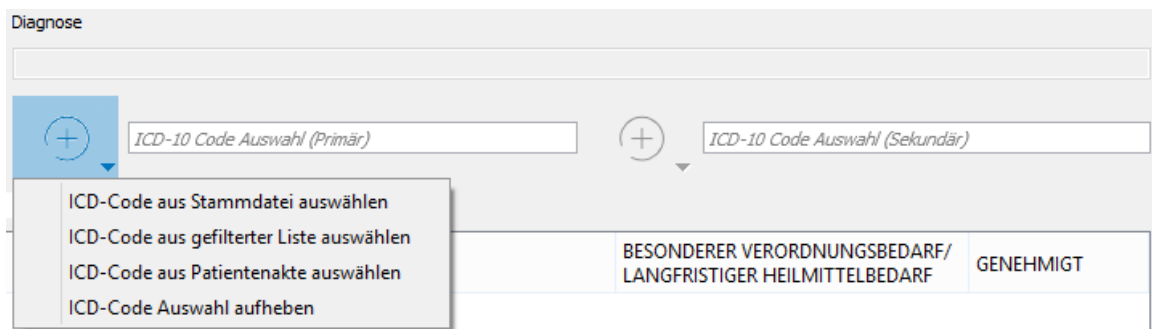 Diagnose
ICD-10 Code Auswahl (Primär)
ICD-10 Code Auswahl (Sekundär)
ICD-Code aus Stammdatei auswählen
ICD-Code aus gefilterter Liste auswählen
ICD-Code aus Patientenakte auswählen
ICD-Code Auswahl aufheben
BESONDERER VERORDNUNGSBEDARF/
LANGFRISTIGER HEILMITTELBEDARF
GENEHMIGT